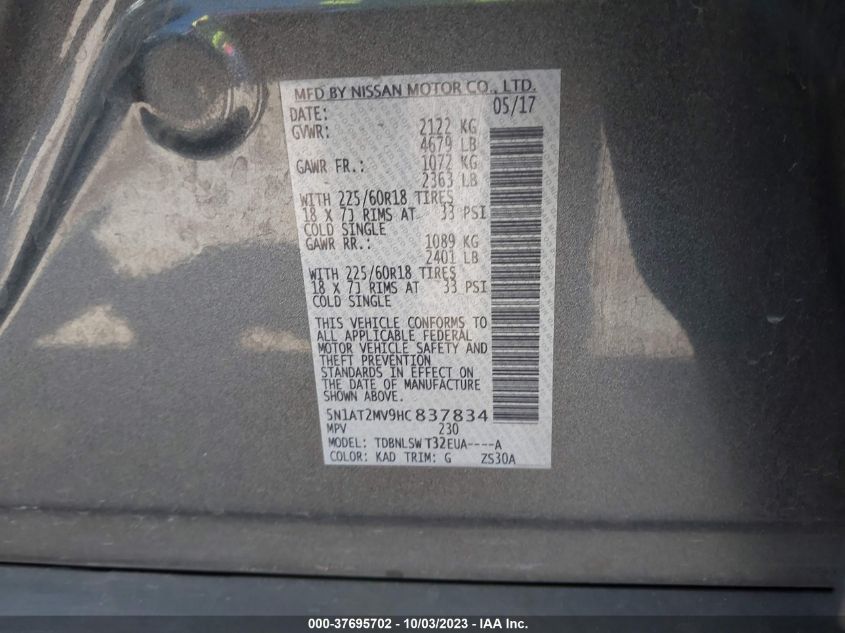 MFD BY NISSAN MOTOR CO., LTD.
DATE: 05/17
GVWR: 2122 KG
4679 LB
GAWR FR.: 1072 KG
2363 LB
WITH 225/60R18 TIRES
18 X 7J RIMS AT 33 PSI
COLD SINGLE
GAWR RR.: 1089 KG
2401 LB
WITH 225/60R18 TIRES
18 X 7J RIMS AT 33 PSI
COLD SINGLE
THIS VEHICLE CONFORMS TO
ALL APPLICABLE FEDERAL
MOTOR VEHICLE SAFETY AND
THEFT PREVENTION
STANDARDS IN EFFECT ON
THE DATE OF MANUFACTURE
SHOWN ABOVE.
5N1AT2MV9HC837834
MPV 230
MODEL: TDBNLSWT32EUA----A
COLOR: KAD TRIM: G ZS30A
000-37695702 - 10/03/2023 - IAA Inc.